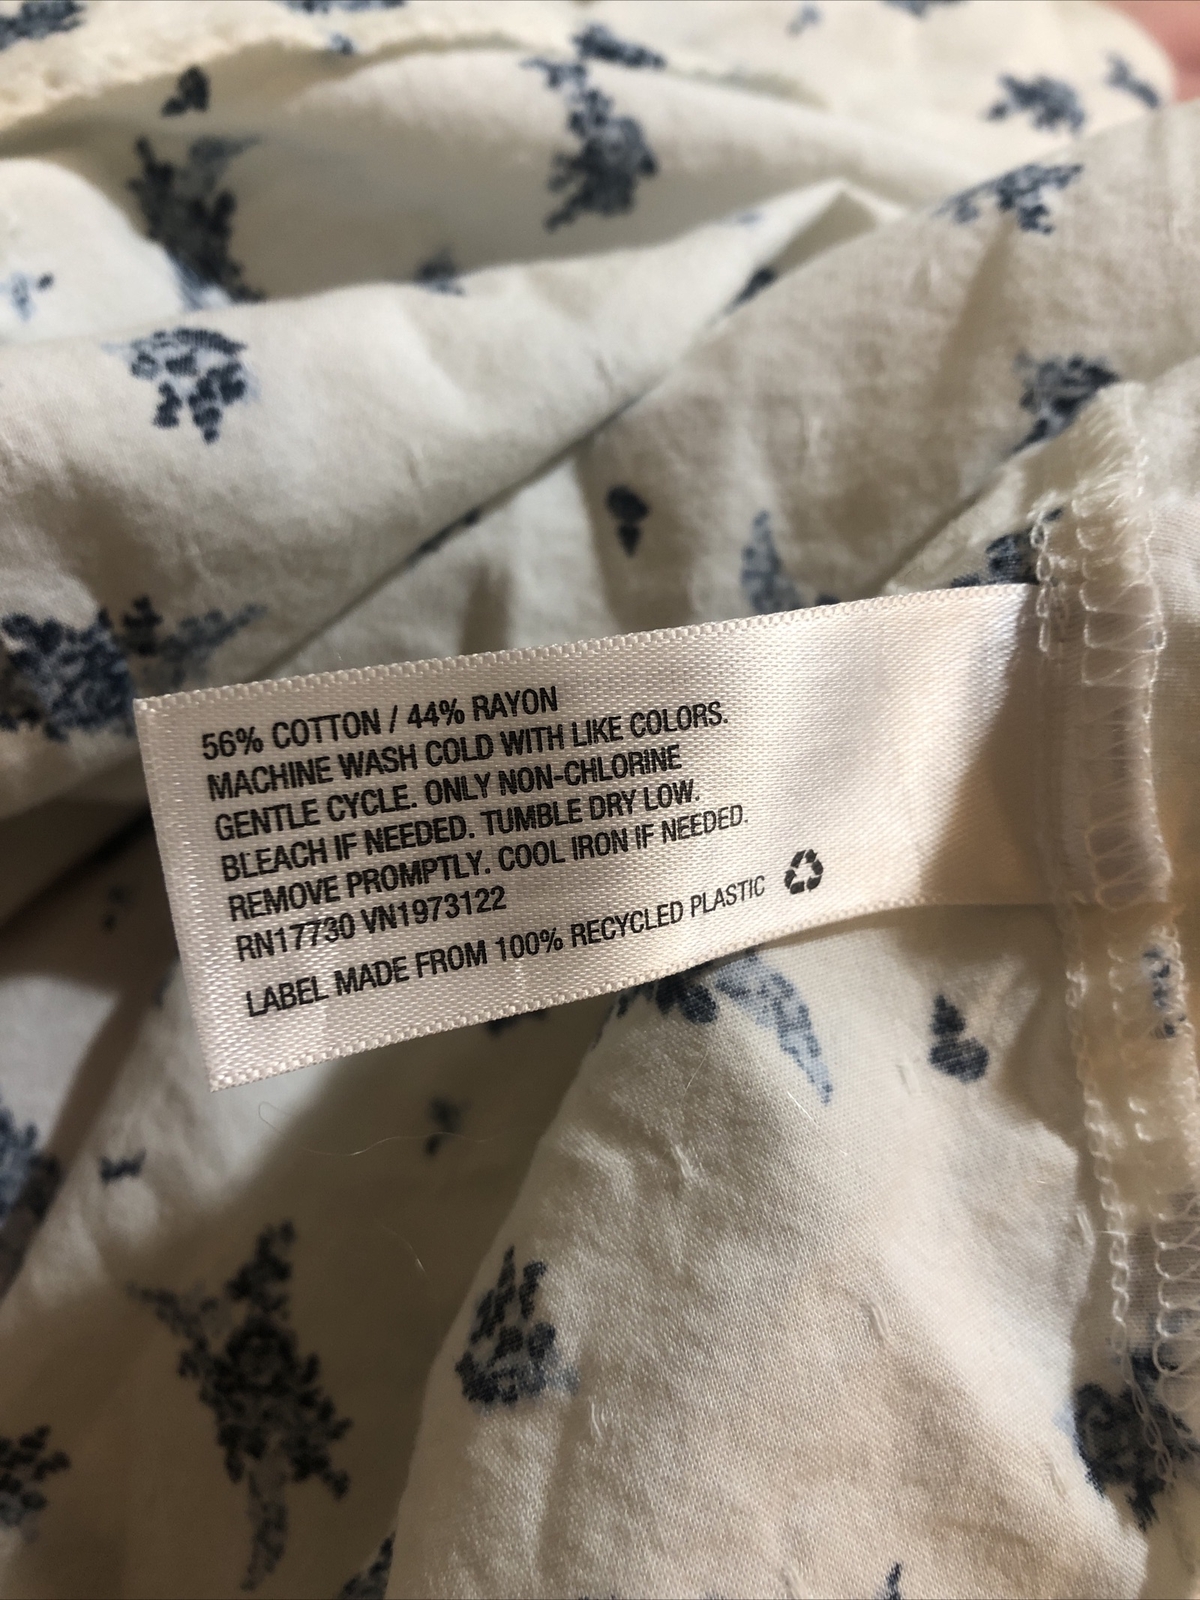 56% COTTON / 44% RAYON
MACHINE WASH COLD WITH LIKE COLORS.
GENTLE CYCLE. ONLY NON-CHLORINE
BLEACH IF NEEDED. TUMBLE DRY LOW.
REMOVE PROMPTLY. COOL IRON IF NEEDED.
RN17730 VN1973122
LABEL MADE FROM 100% RECYCLED PLASTIC